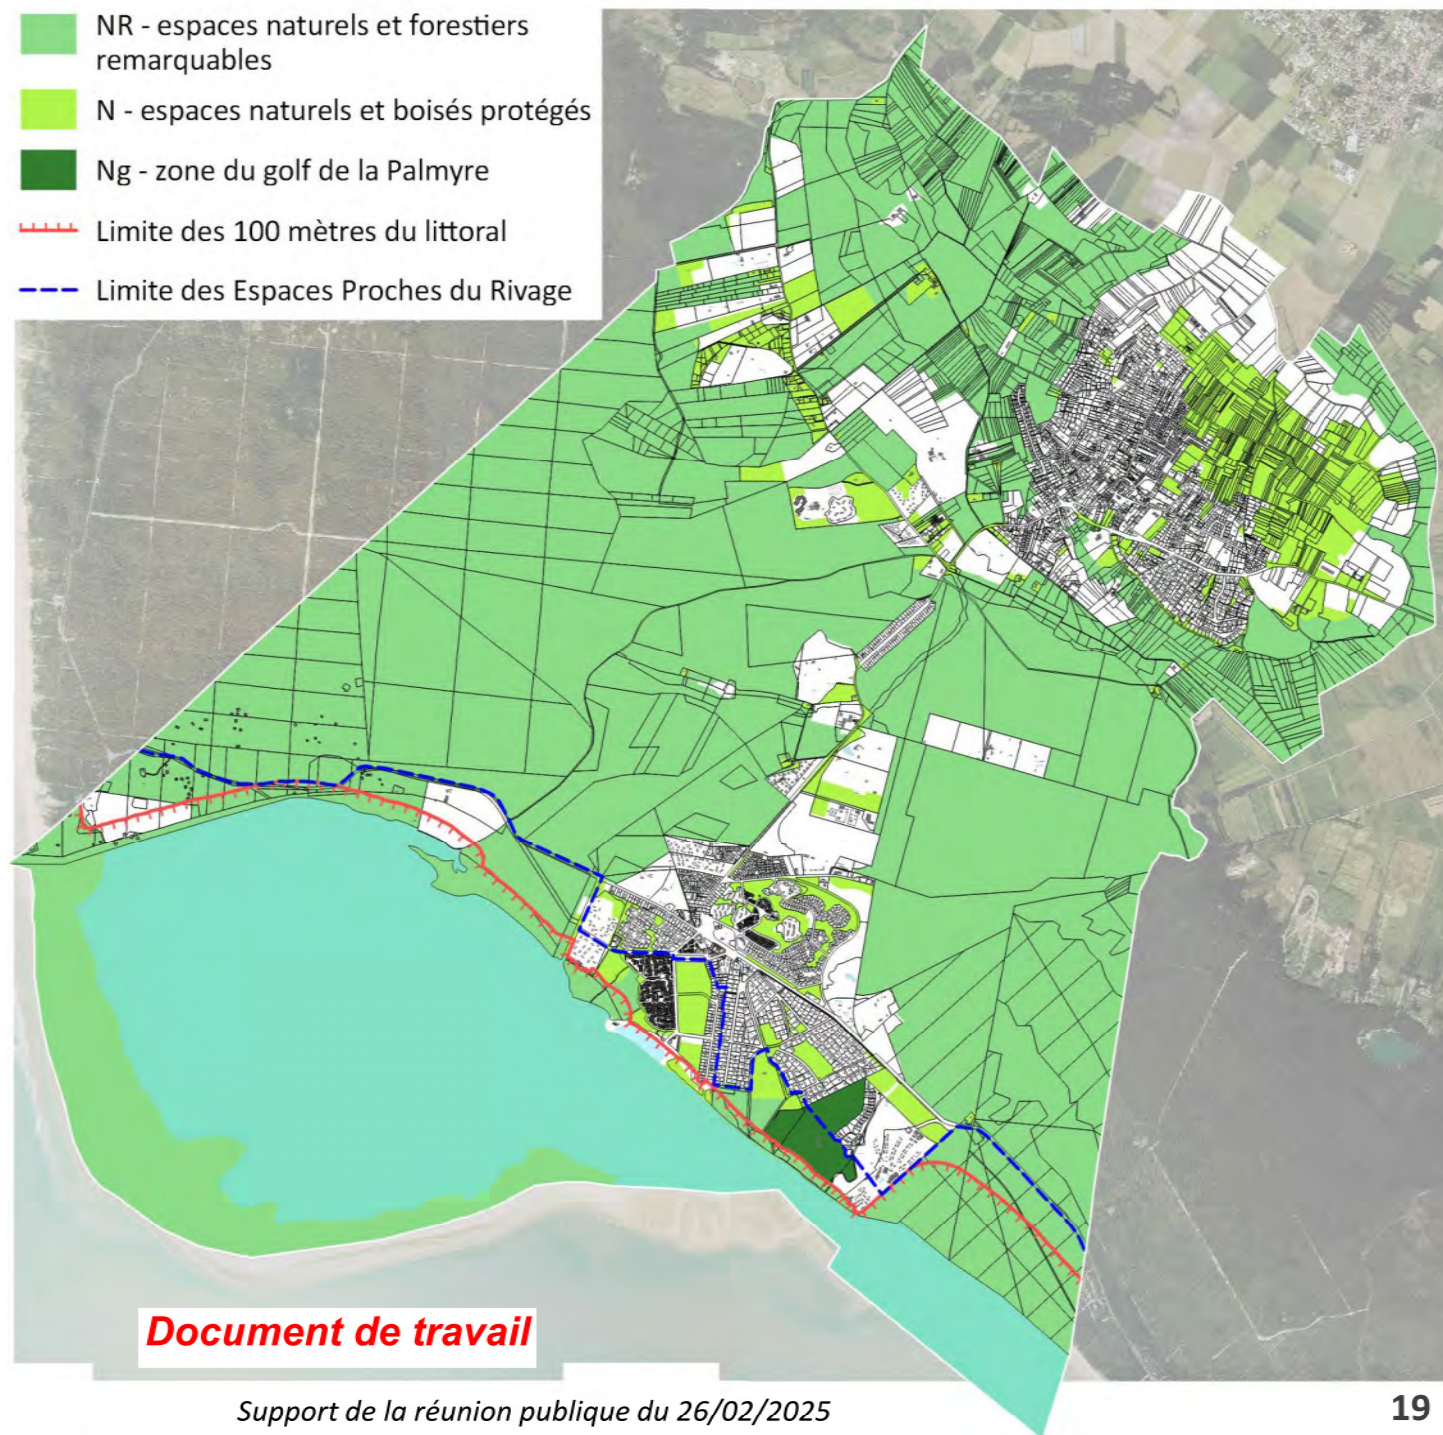 NR - espaces naturels et forestiers
remarquables
N - espaces naturels et boisés protégés
Ng - zone du golf de la Palmyre
Limite des 100 mètres du littoral
Limite des Espaces Proches du Rivage
Document de travail
Support de la réunion publique du 26/02/2025
19